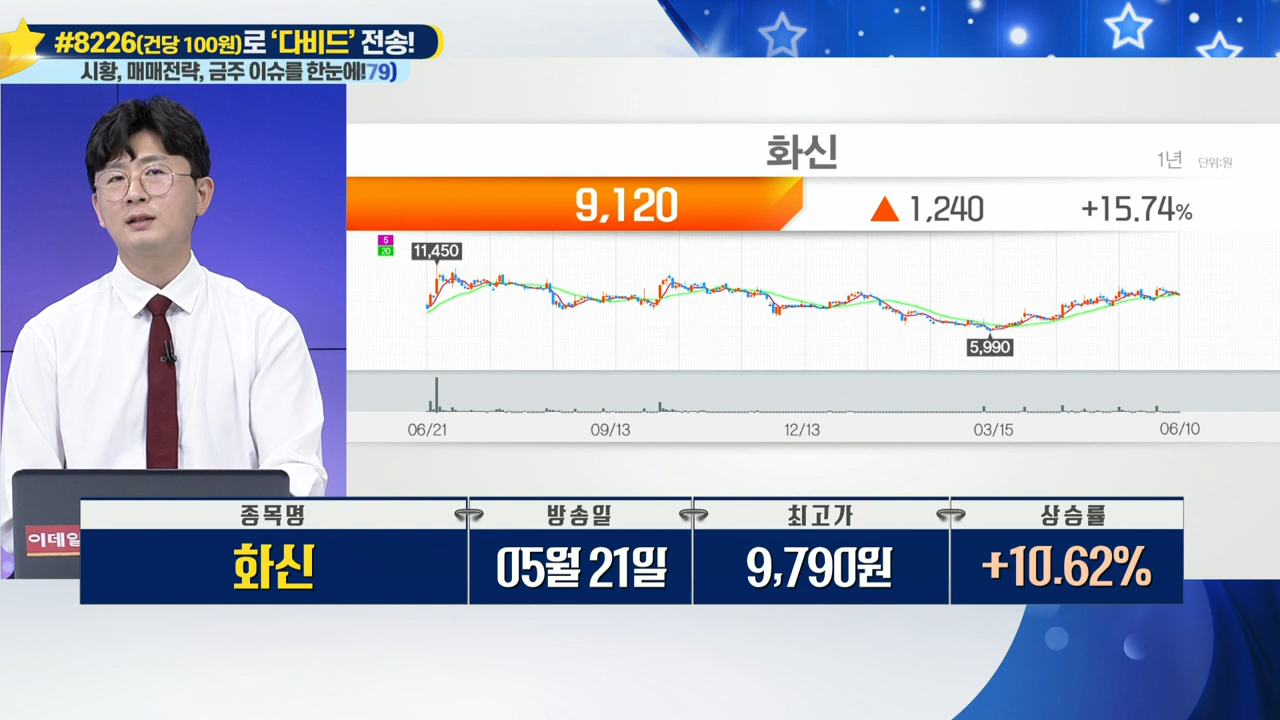 #8226(건당 100원)로 ‘다비드’ 전송!
시황, 매매전략, 금주 이슈를 한눈에!79)
화신
1년 단위:원
9,120 ▲ 1,240 +15.74%
5
20
11,450
5,990
06/21 09/13 12/13 03/15 06/10
이데일
종목명 방송일 최고가 상승률
화신 05월 21일 9,790원 +10.62%